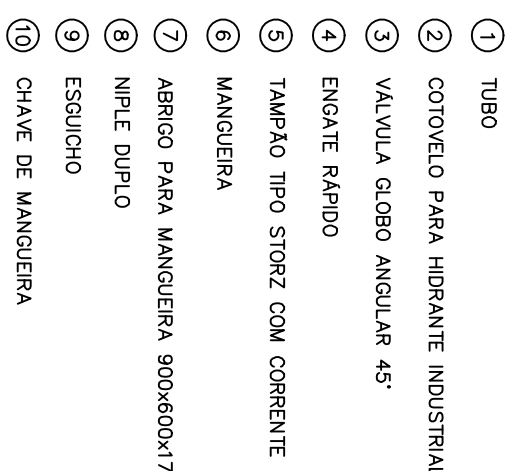 1 TUBO
2 COTOVELO PARA HIDRANTE INDUSTRIAL
3 VÁLVULA GLOBO ANGULAR 45°
4 ENGATE RÁPIDO
5 TAMPÃO TIPO STORZ COM CORRENTE
6 MANGUEIRA
7 ABRIGO PARA MANGUEIRA 900x600x17
8 NIPLE DUPLO
9 ESGUICHO
10 CHAVE DE MANGUEIRA